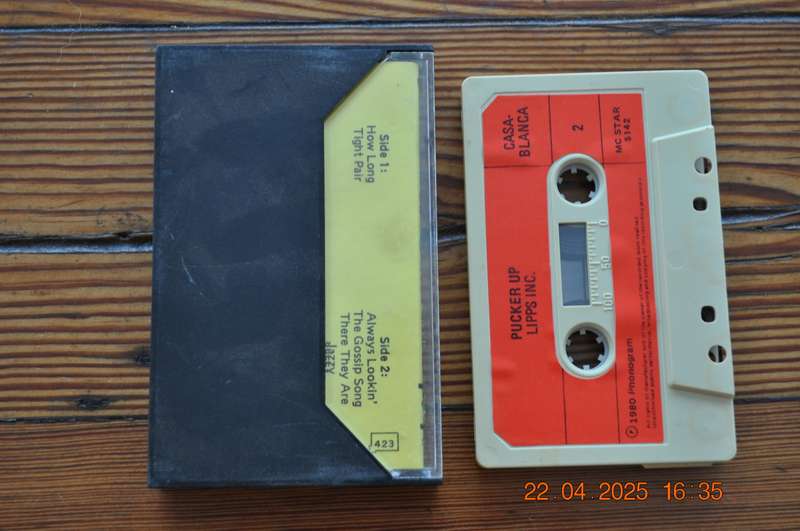 Side 1:
How Long
Tight Pair
Side 2:
Always Lookin'
The Gossip Song
There They Are
JAZZY
423
CASA-
BLANCA
2
MC STAR
5142
PUCKER UP
LIPPS INC.
100 50 0
℗ 1980 Phonogram
22.04.2025 16:35